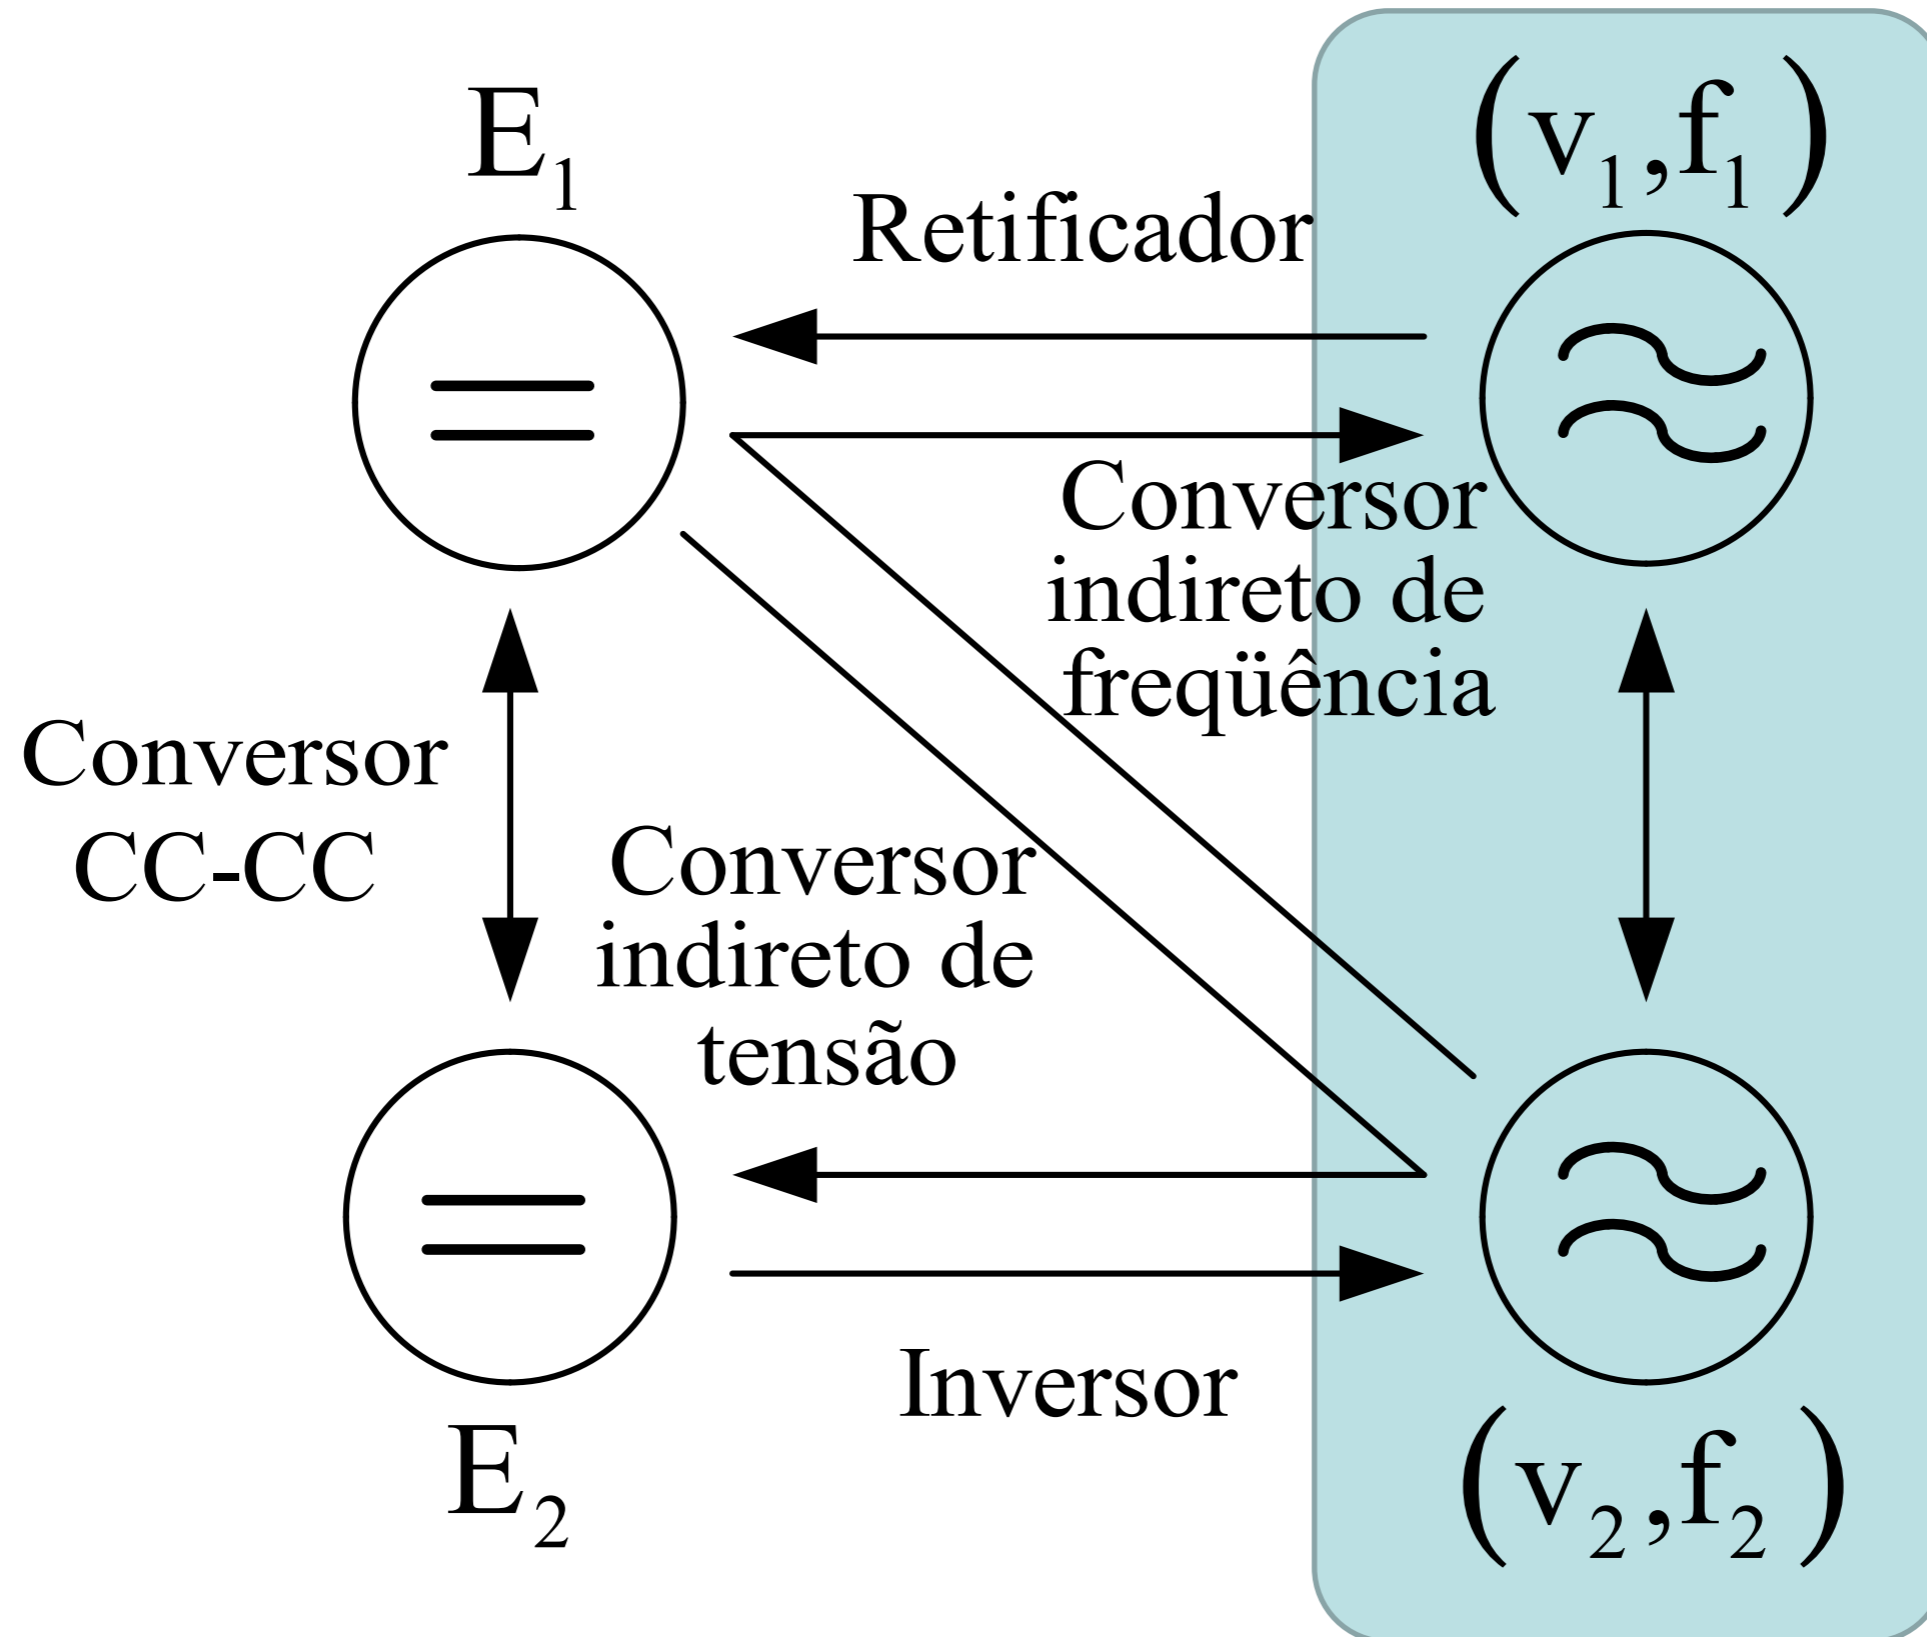 E₁
(v₁,f₁)
Retificador
Conversor
indireto de
freqüência
Conversor
CC-CC
Conversor
indireto de
tensão
Inversor
E₂
(v₂,f₂)